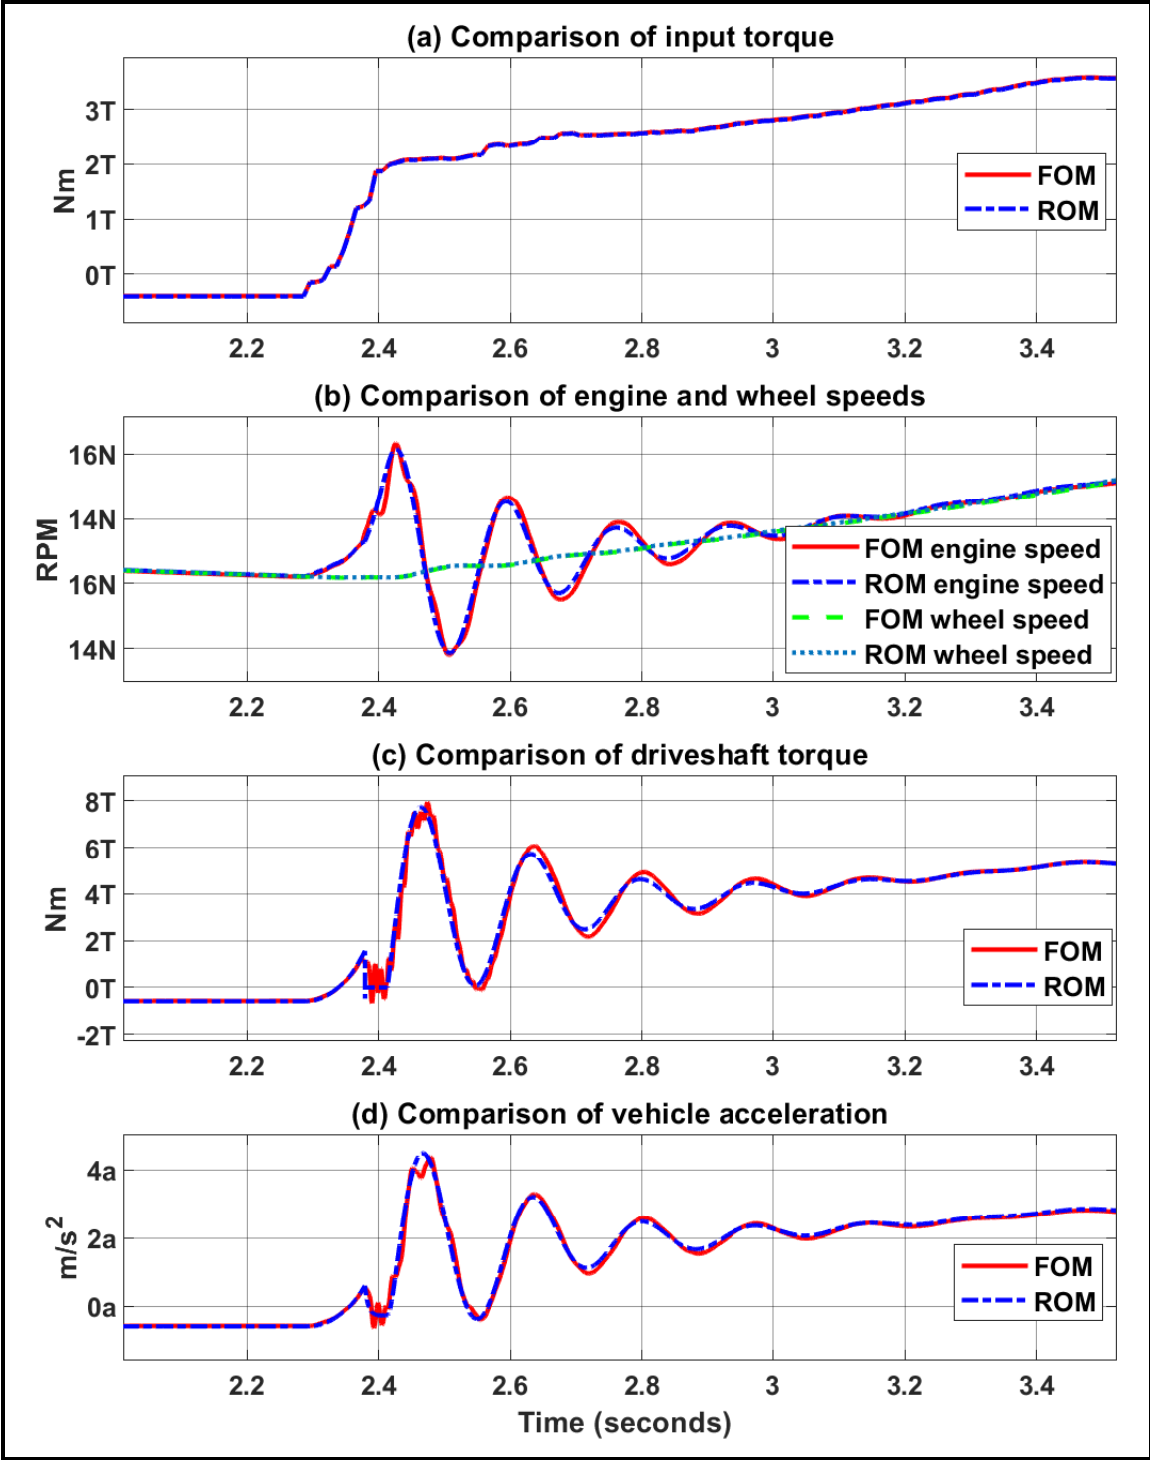 (a) Comparison of input torque
3T
2T
1T
0T
Nm
FOM
ROM
2.2 2.4 2.6 2.8 3 3.2 3.4
(b) Comparison of engine and wheel speeds
16N
14N
16N
14N
RPM
FOM engine speed
ROM engine speed
FOM wheel speed
ROM wheel speed
2.2 2.4 2.6 2.8 3 3.2 3.4
(c) Comparison of driveshaft torque
8T
6T
4T
2T
0T
-2T
Nm
FOM
ROM
2.2 2.4 2.6 2.8 3 3.2 3.4
(d) Comparison of vehicle acceleration
4a
2a
0a
m/s²
FOM
ROM
2.2 2.4 2.6 2.8 3 3.2 3.4
Time (seconds)